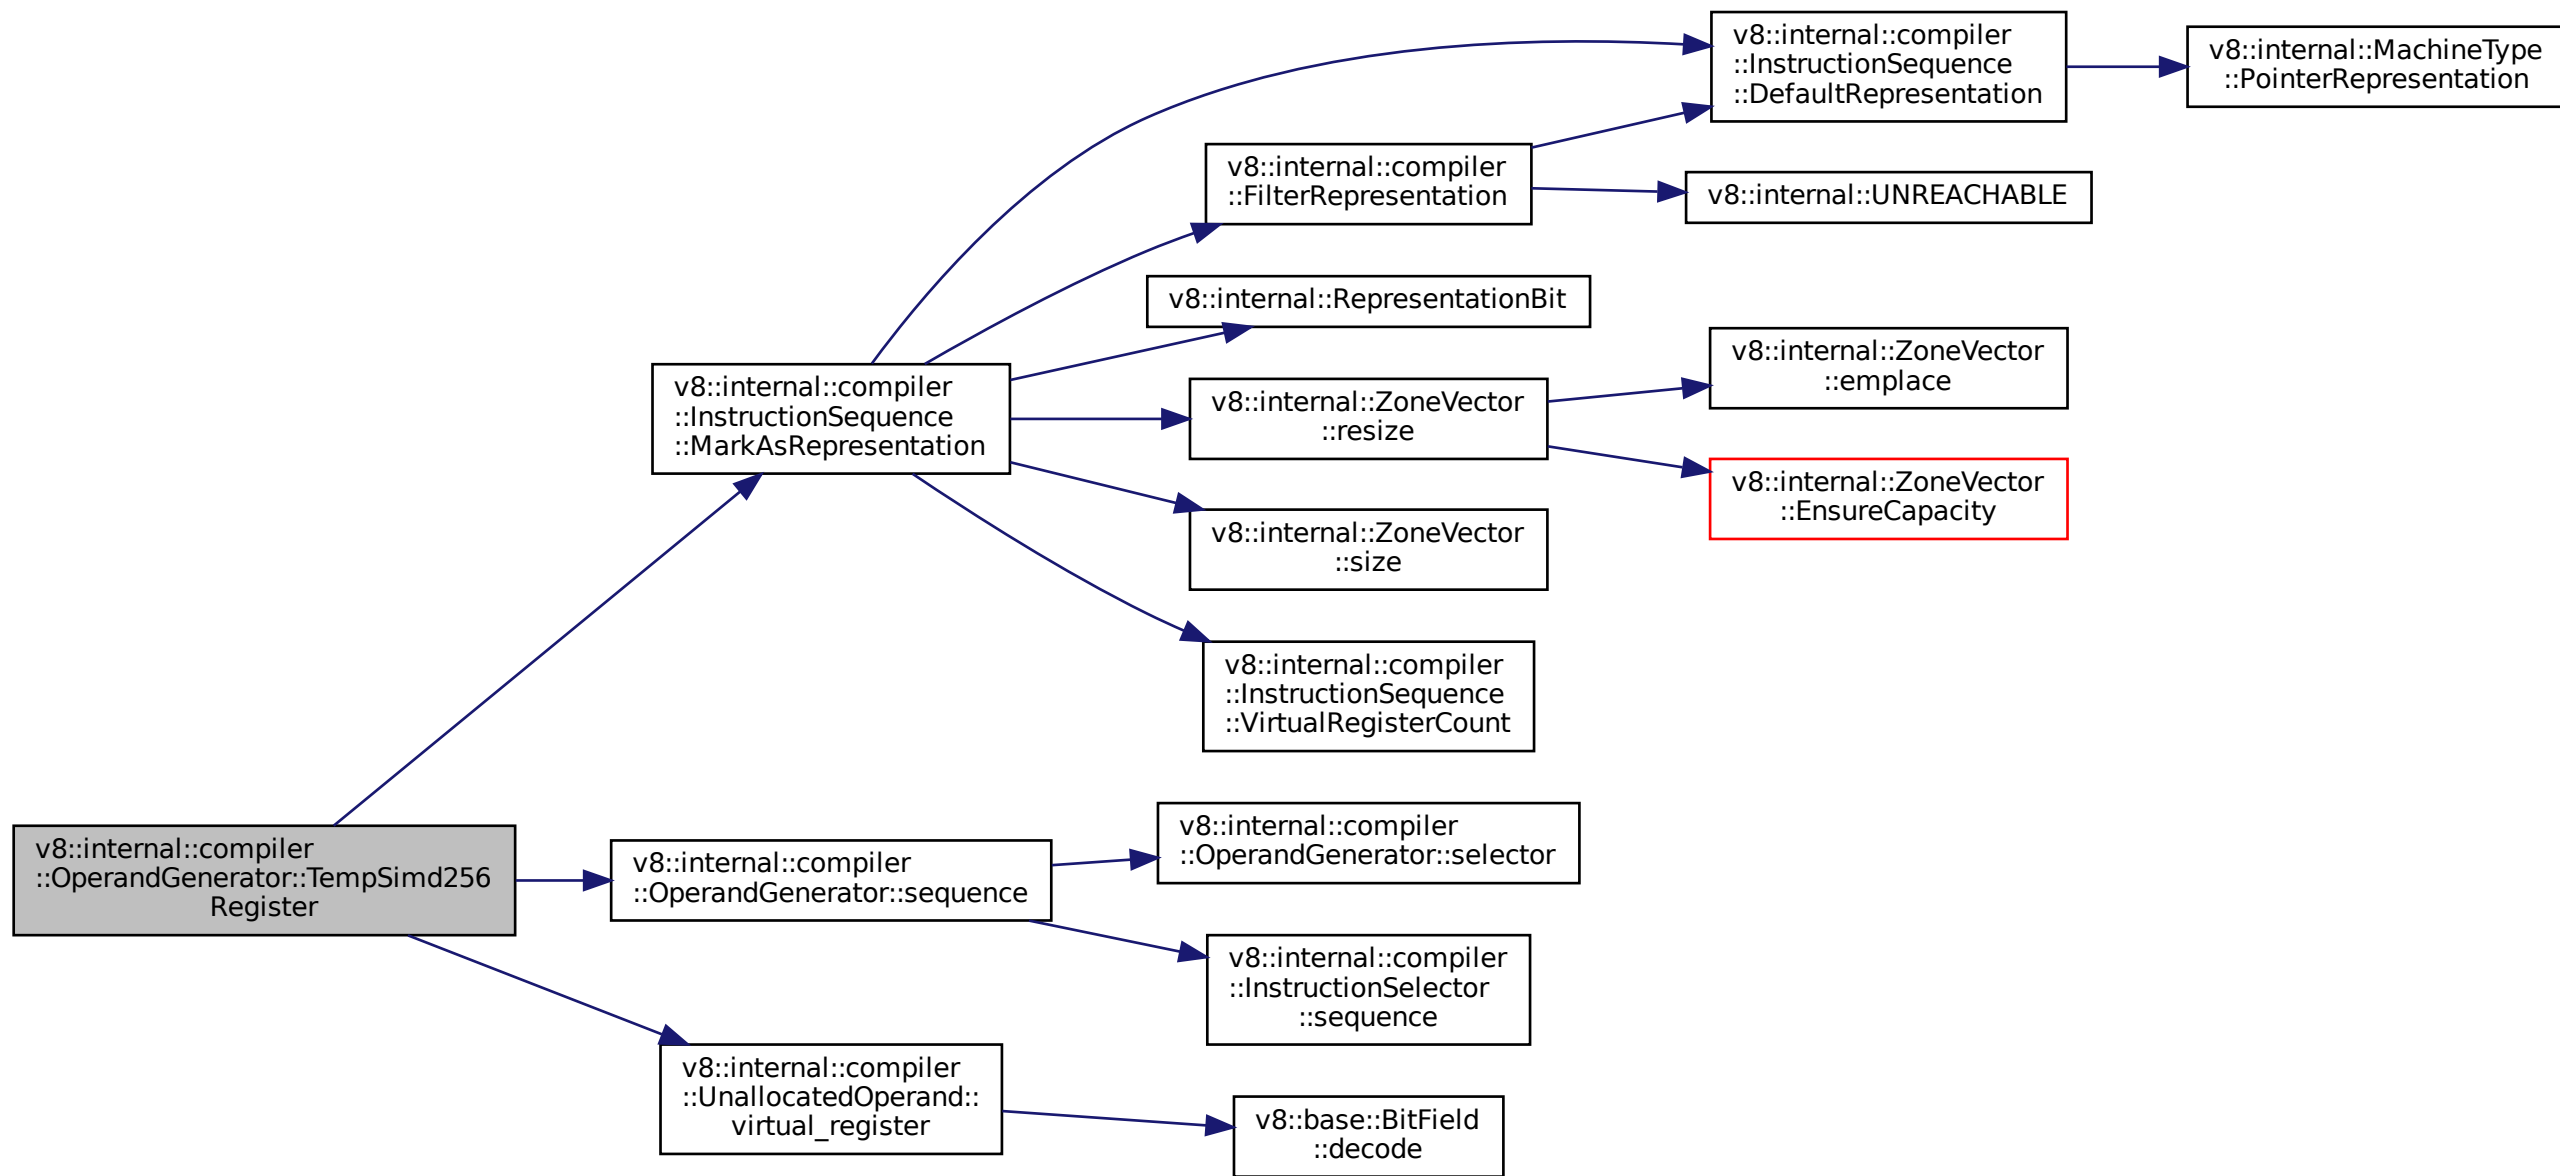 v8::internal::compiler
::InstructionSequence
::DefaultRepresentation
v8::internal::MachineType
::PointerRepresentation
v8::internal::compiler
::FilterRepresentation
v8::internal::UNREACHABLE
v8::internal::RepresentationBit
v8::internal::ZoneVector
::emplace
v8::internal::compiler
::InstructionSequence
::MarkAsRepresentation
v8::internal::ZoneVector
::resize
v8::internal::ZoneVector
::EnsureCapacity
v8::internal::ZoneVector
::size
v8::internal::compiler
::InstructionSequence
::VirtualRegisterCount
v8::internal::compiler
::OperandGenerator::selector
v8::internal::compiler
::OperandGenerator::TempSimd256
Register
v8::internal::compiler
::OperandGenerator::sequence
v8::internal::compiler
::InstructionSelector
::sequence
v8::internal::compiler
::UnallocatedOperand::
virtual_register
v8::base::BitField
::decode